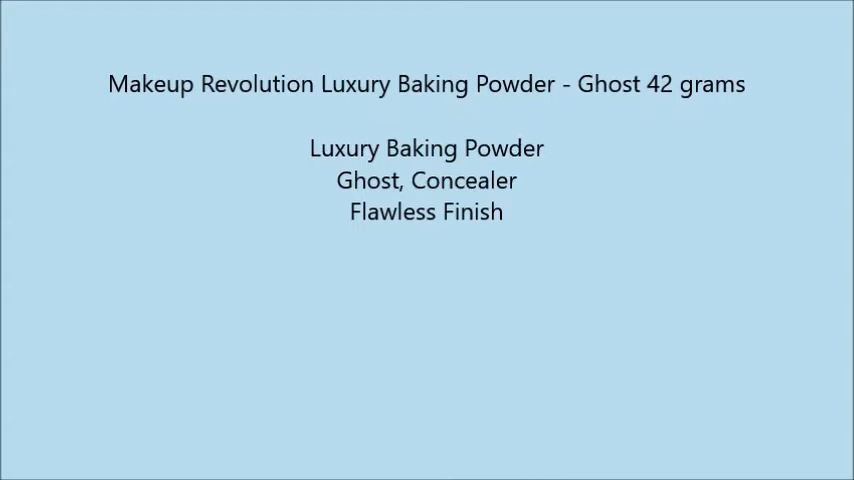 Makeup Revolution Luxury Baking Powder - Ghost 42 grams
Luxury Baking Powder
Ghost, Concealer
Flawless Finish